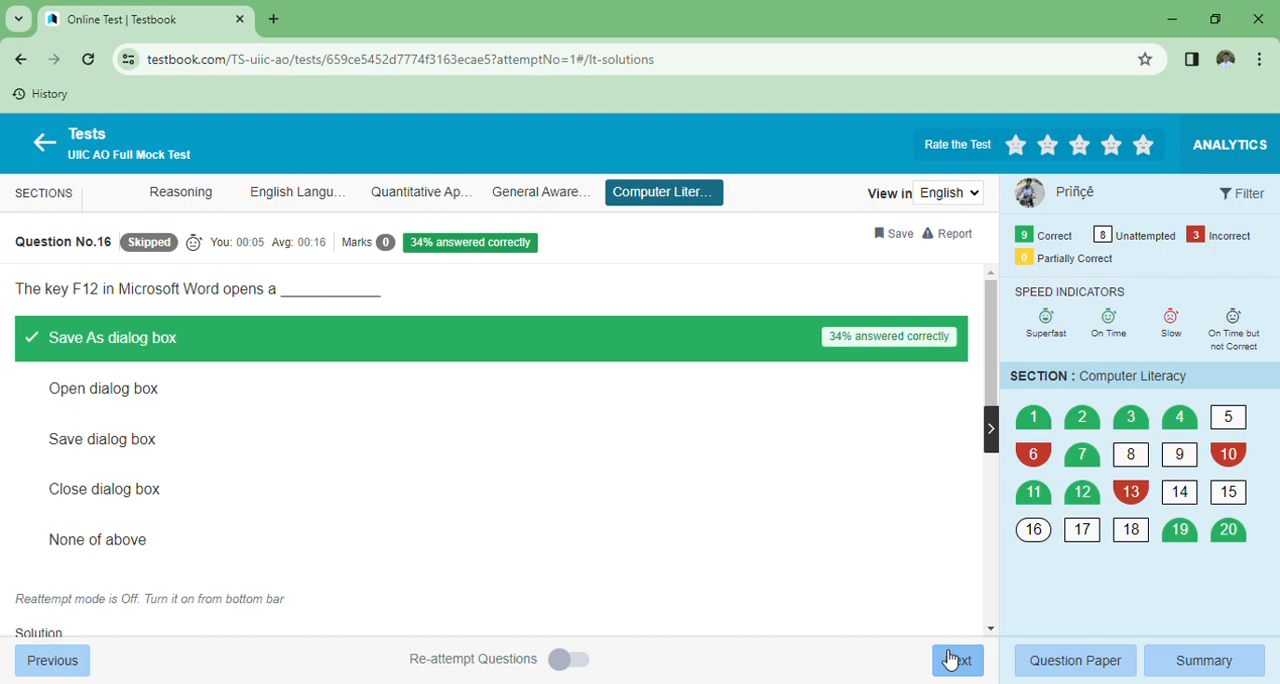 Online Test | Testbook
testbook.com/TS-uiic-ao/tests/659ce5452d7774f3163ecae5?attemptNo=1#/lt-solutions
History
Tests
UIIC AO Full Mock Test
Rate the Test
ANALYTICS
SECTIONS
Reasoning
English Langu...
Quantitative Ap...
General Aware...
Computer Liter...
View in
English
Prìñçê
Filter
Question No.16
Skipped
You: 00:05 Avg: 00:16
Marks 0
34% answered correctly
Save
Report
9 Correct
8 Unattempted
3 Incorrect
0 Partially Correct
The key F12 in Microsoft Word opens a ____________
Save As dialog box
34% answered correctly
Open dialog box
Save dialog box
Close dialog box
None of above
Reattempt mode is Off. Turn it on from bottom bar
Solution
SPEED INDICATORS
Superfast
On Time
Slow
On Time but
not Correct
SECTION : Computer Literacy
1 2 3 4 5
6 7 8 9 10
11 12 13 14 15
16 17 18 19 20
Previous
Re-attempt Questions
Question Paper
Summary